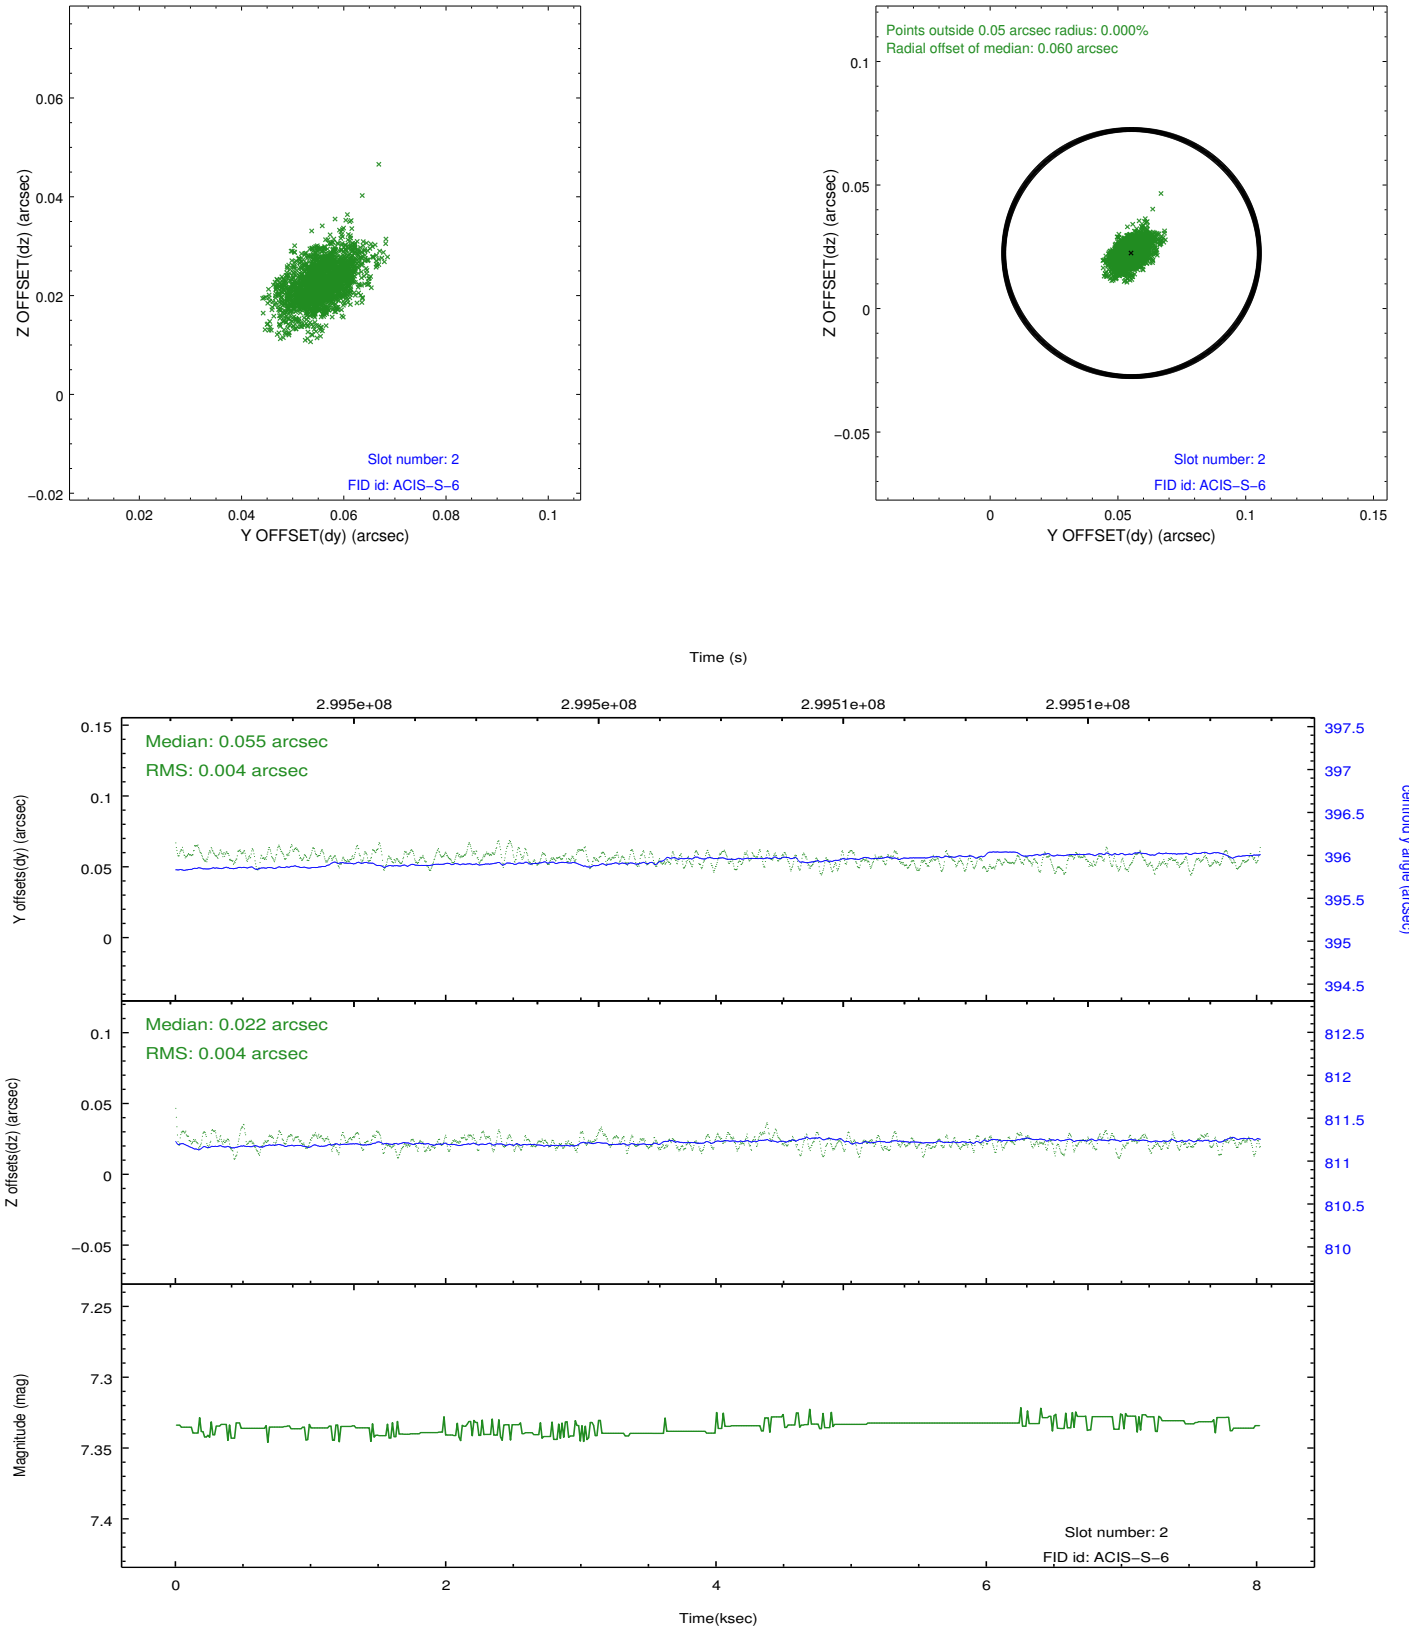 0.06
0.04
0.02
0
−0.02
0.02
0.04
0.06
0.08
0.1
Z OFFSET(dz) (arcsec)
Y OFFSET(dy) (arcsec)
Slot number: 2
FID id: ACIS−S−6
Points outside 0.05 arcsec radius: 0.000%
Radial offset of median: 0.060 arcsec
0.1
0.05
0
−0.05
0
0.05
0.1
0.15
Z OFFSET(dz) (arcsec)
Y OFFSET(dy) (arcsec)
Slot number: 2
FID id: ACIS−S−6
Time (s)
2.995e+08
2.995e+08
2.9951e+08
2.9951e+08
Median: 0.055 arcsec
RMS: 0.004 arcsec
0.15
0.1
0.05
0
Y offsets(dy) (arcsec)
397.5
397
396.5
396
395.5
395
394.5
centroid y angle (arcsec)
Median: 0.022 arcsec
RMS: 0.004 arcsec
0.1
0.05
0
−0.05
Z offsets(dz) (arcsec)
812.5
812
811.5
811
810.5
810
7.25
7.3
7.35
7.4
Magnitude (mag)
Slot number: 2
FID id: ACIS−S−6
0
2
4
6
8
Time(ksec)